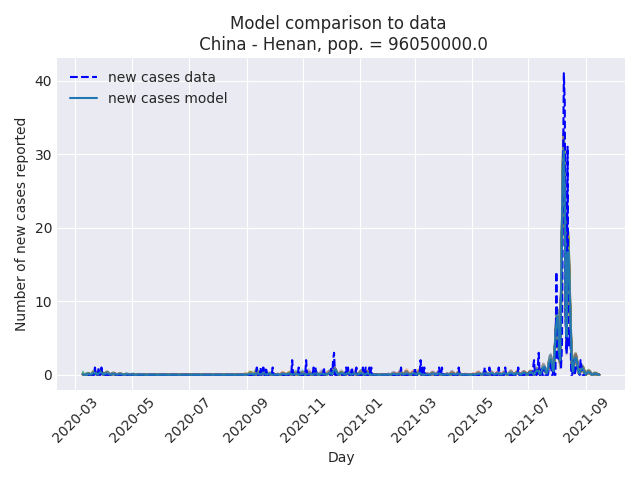 Model comparison to data
China - Henan, pop. = 96050000.0
new cases data
new cases model
Number of new cases reported
40
30
20
10
0
2020-03
2020-05
2020-07
2020-09
2020-11
2021-01
2021-03
2021-05
2021-07
2021-09
Day